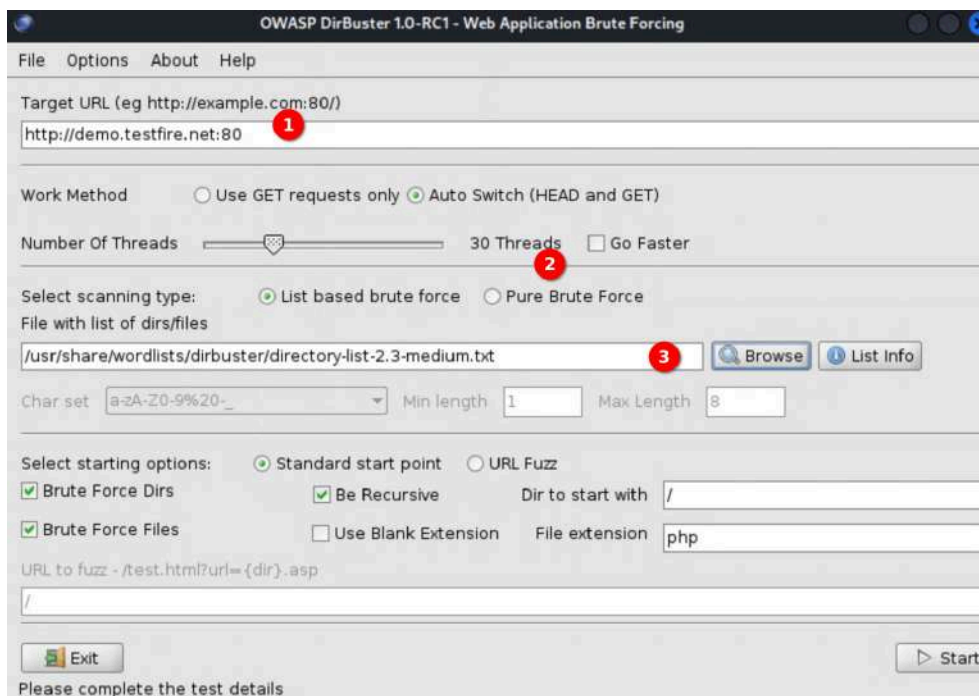 OWASP DirBuster 1.0-RC1 - Web Application Brute Forcing
File Options About Help
Target URL (eg http://example.com:80/)
http://demo.testfire.net:80
1
Work Method Use GET requests only Auto Switch (HEAD and GET)
Number Of Threads 30 Threads Go Faster
2
Select scanning type: List based brute force Pure Brute Force
File with list of dirs/files
/usr/share/wordlists/dirbuster/directory-list-2.3-medium.txt 3 Browse List Info
Char set a-zA-Z0-9%20-_ Min length 1 Max Length 8
Select starting options: Standard start point URL Fuzz
Brute Force Dirs Be Recursive Dir to start with /
Brute Force Files Use Blank Extension File extension php
URL to fuzz - /test.html?url={dir}.asp
/
Exit Start
Please complete the test details